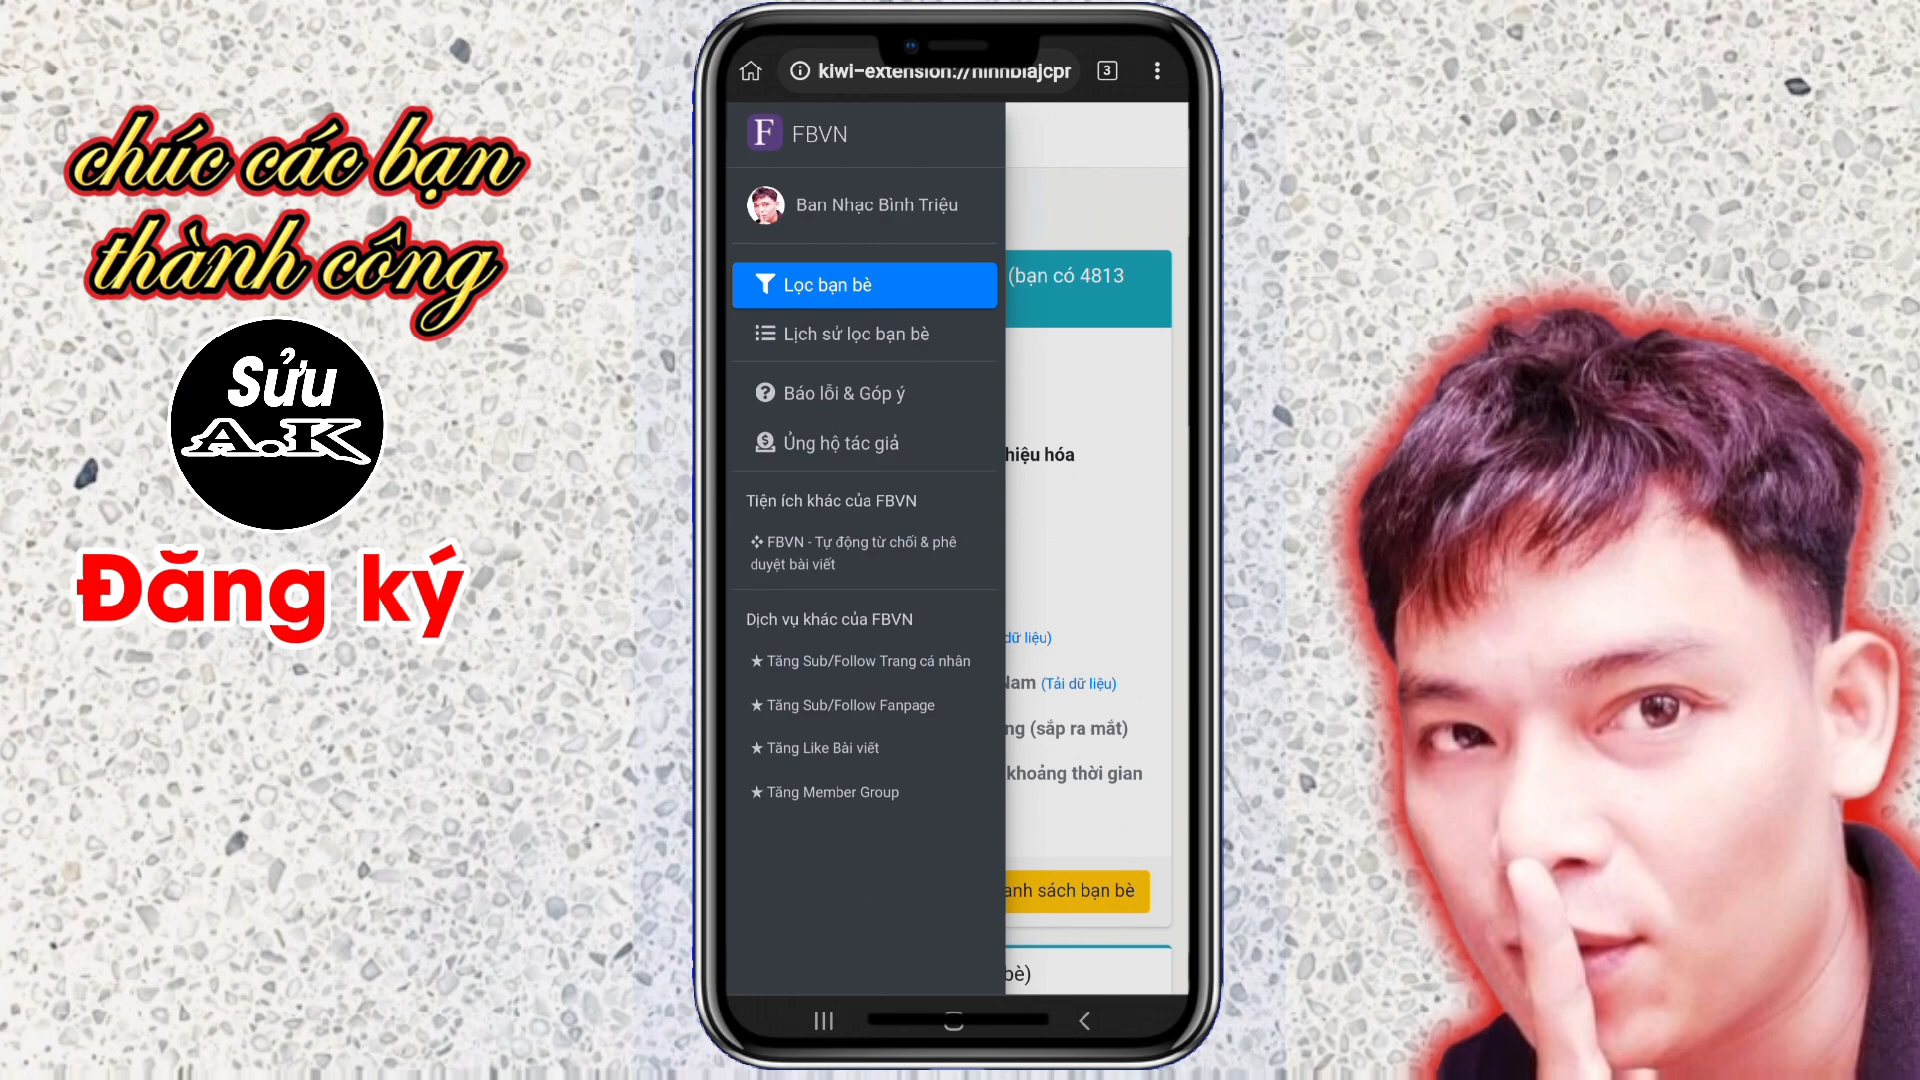 chúc các bạn
thành công
Sửu
A.K
Đăng ký
3
FBVN
Ban Nhạc Bình Triệu
Lọc bạn bè
(bạn có 4813
Lịch sử lọc bạn bè
Báo lỗi & Góp ý
Ủng hộ tác giả
hiệu hóa
Tiện ích khác của FBVN
FBVN - Tự động từ chối & phê
duyệt bài viết
Dịch vụ khác của FBVN
dữ liệu)
★ Tăng Sub/Follow Trang cá nhân
Nam (Tải dữ liệu)
★ Tăng Sub/Follow Fanpage
ng (sắp ra mắt)
★ Tăng Like Bài viết
khoảng thời gian
★ Tăng Member Group
anh sách bạn bè
bè)